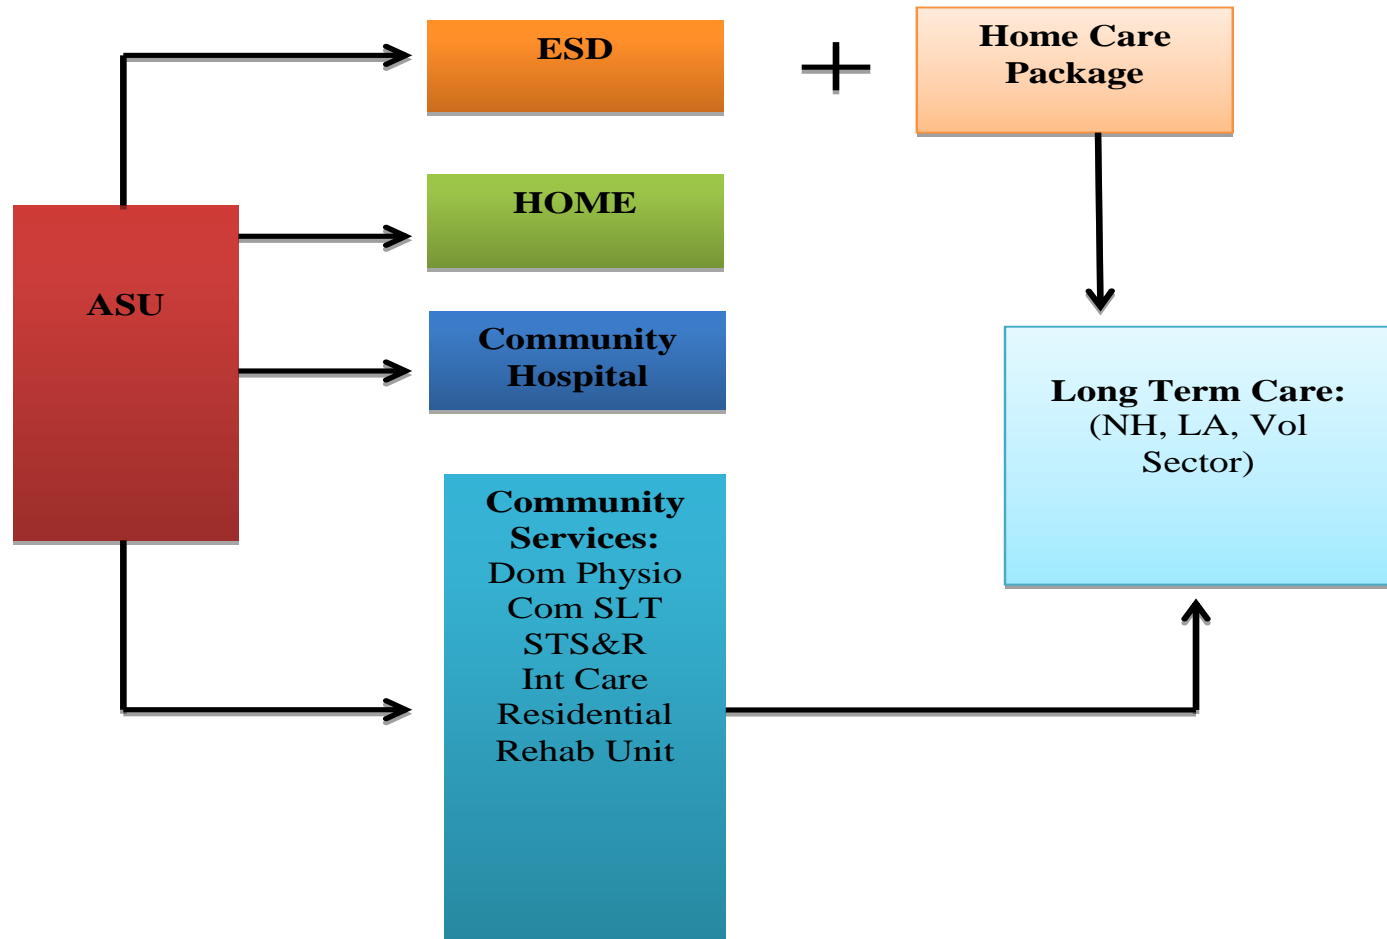 ESD
Home Care
Package
HOME
ASU
Community
Hospital
Long Term Care:
(NH, LA, Vol
Sector)
Community
Services:
Dom Physio
Com SLT
STS&R
Int Care
Residential
Rehab Unit